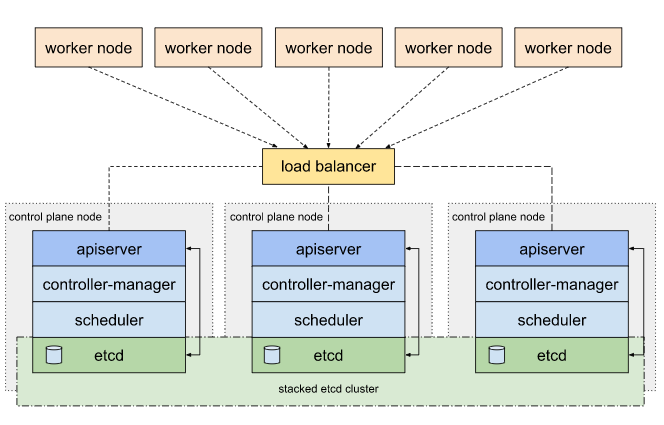 worker node
worker node
worker node
worker node
worker node
load balancer
control plane node
control plane node
control plane node
apiserver
apiserver
apiserver
controller-manager
controller-manager
controller-manager
scheduler
scheduler
scheduler
etcd
etcd
etcd
stacked etcd cluster